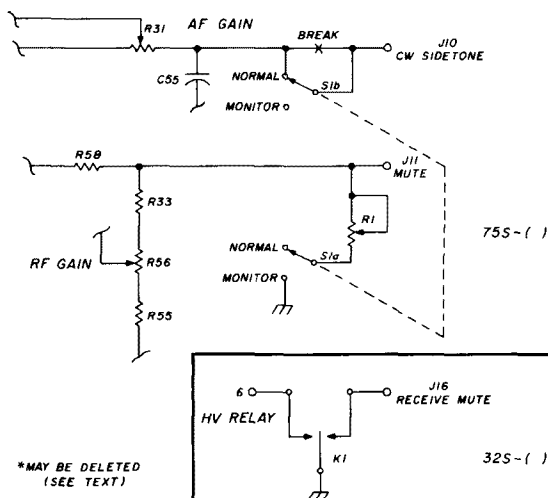 R31
AF GAIN
BREAK
J10
CW SIDETONE
C55
NORMAL
S1b
MONITOR
R58
J11
MUTE
R33
R1
75S-( )
NORMAL
RF GAIN
R56
S1a
MONITOR
R55
6
J16
RECEIVE MUTE
HV RELAY
K1
*MAY BE DELETED
(SEE TEXT)
32S-( )